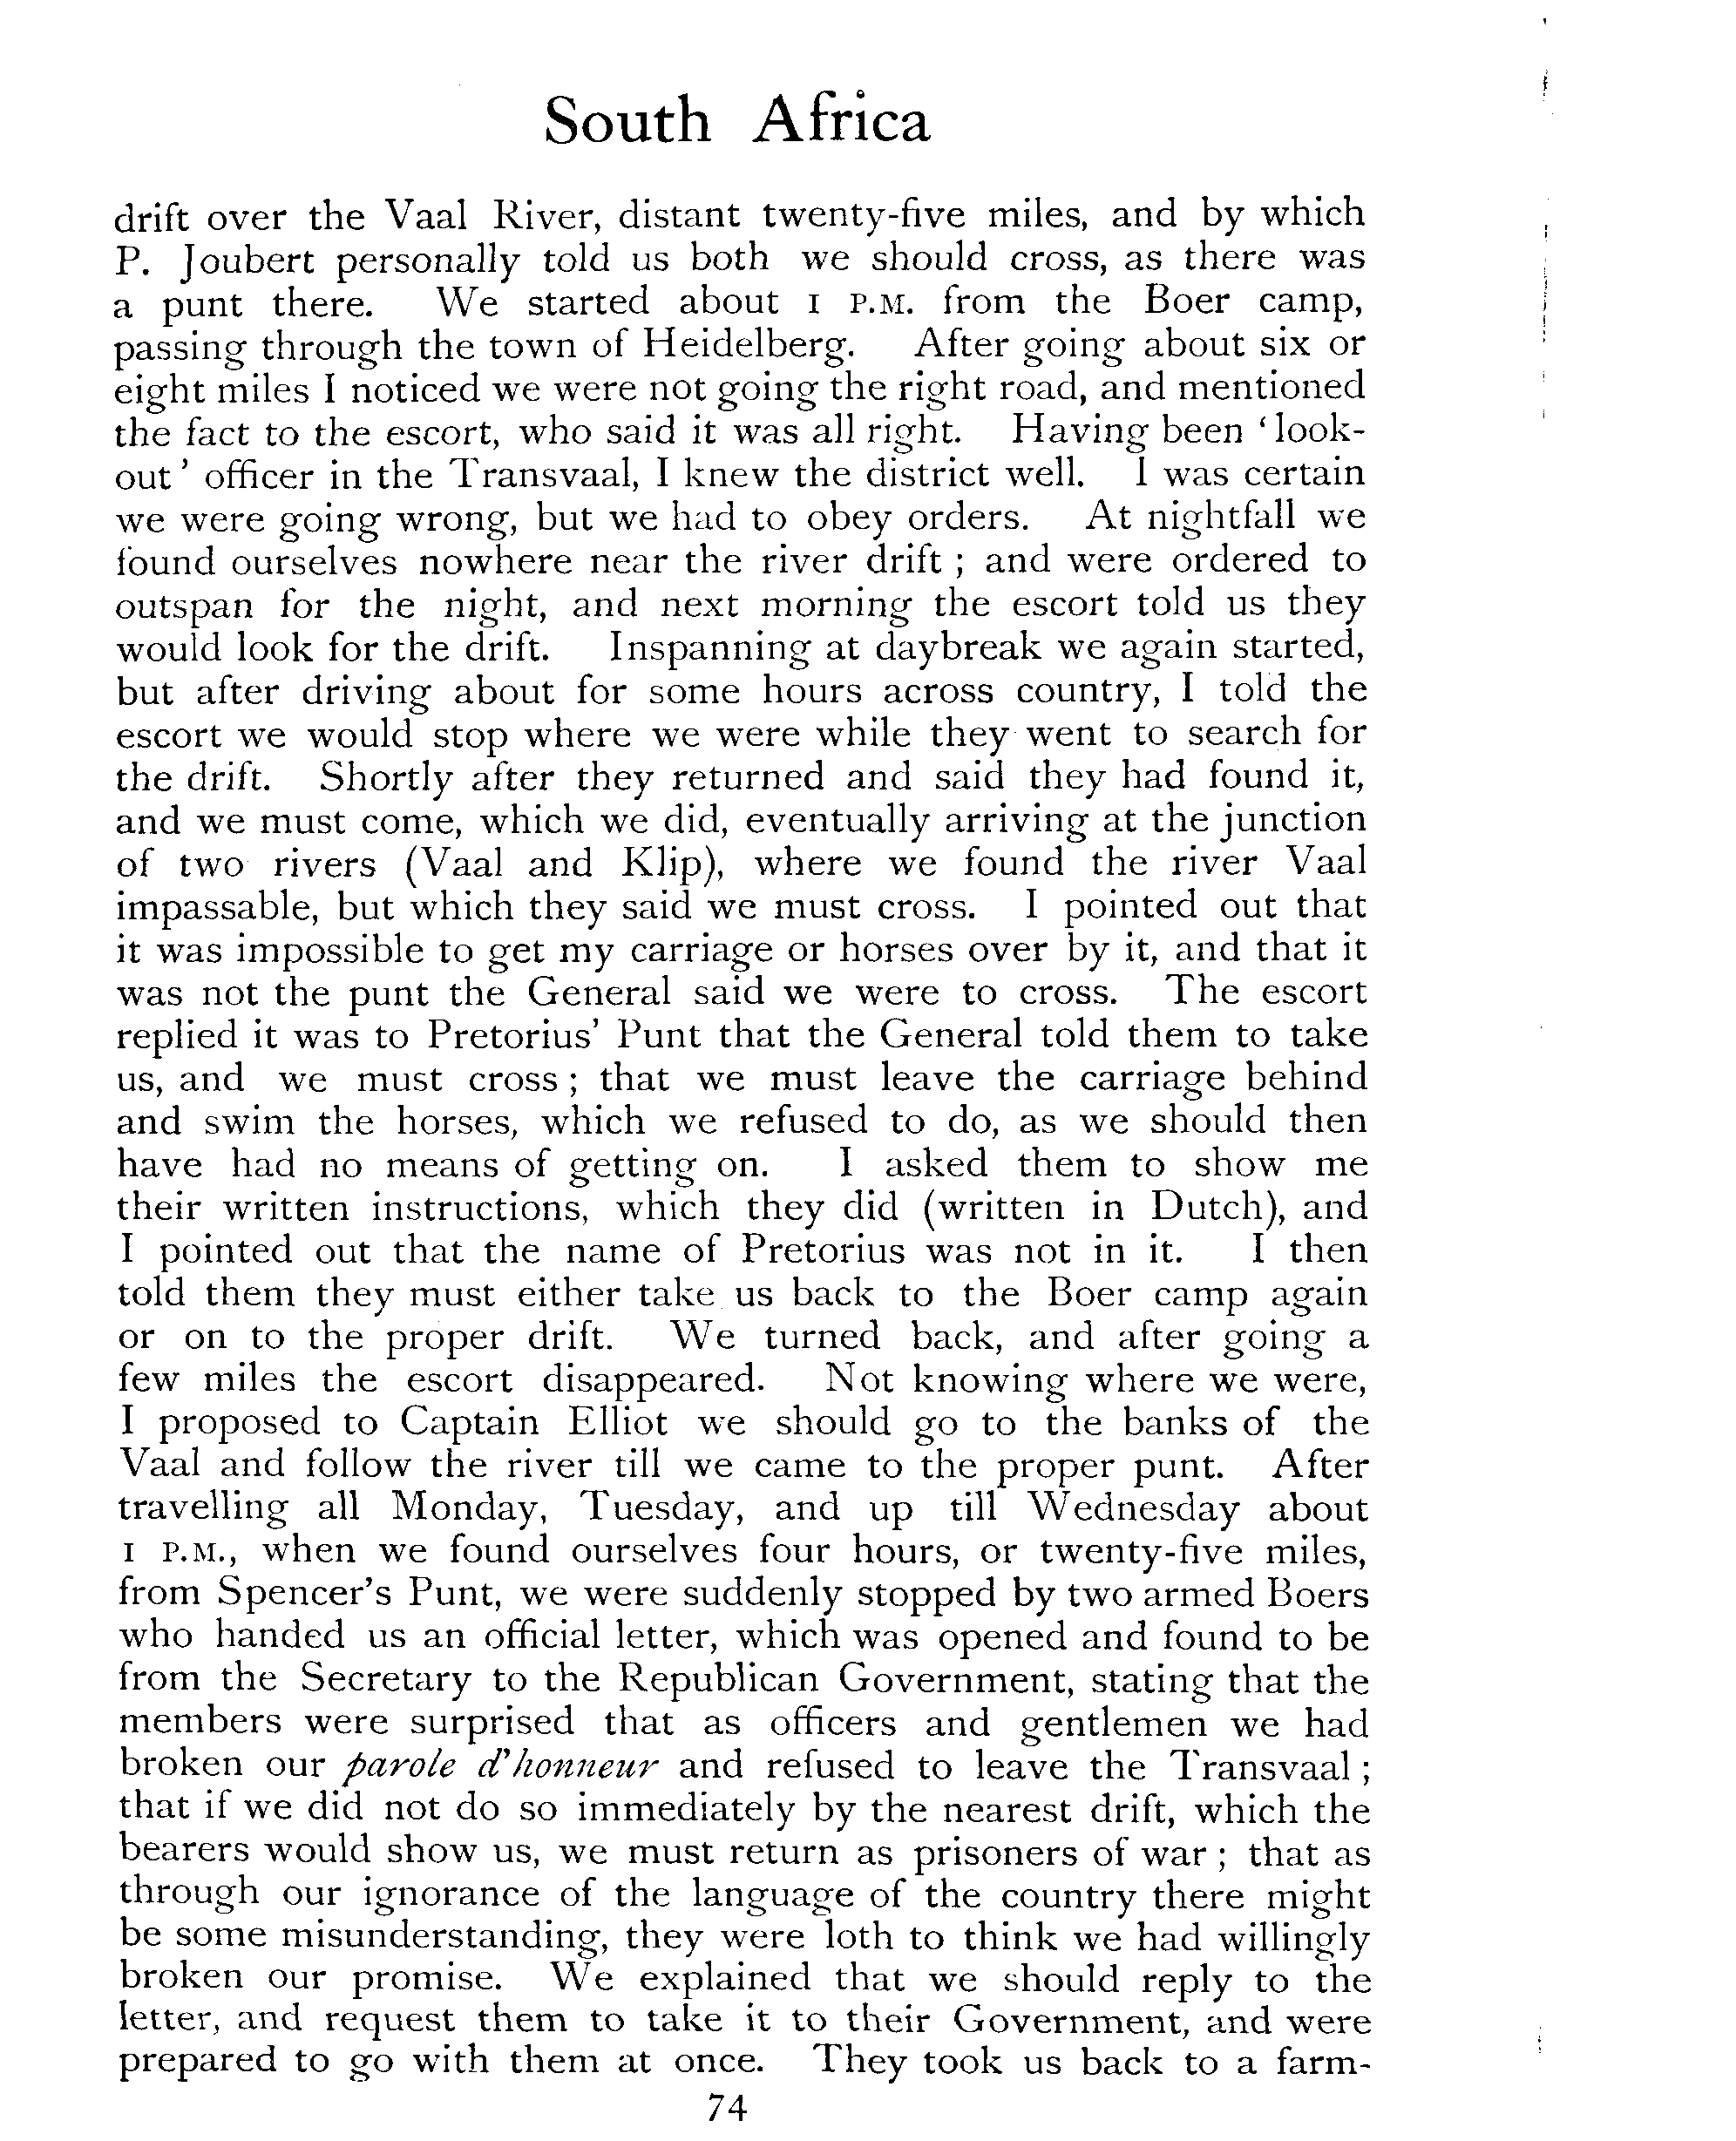 South Africa
drift over the Vaal River, distant twenty-five miles, and by which
P. Joubert personally told us both we should cross, as there was
a punt there. We started about 1 P.M. from the Boer camp,
passing through the town of Heidelberg. After going about six or
eight miles I noticed we were not going the right road, and mentioned
the fact to the escort, who said it was all right. Having been ‘look-
out’ officer in the Transvaal, I knew the district well. I was certain
we were going wrong, but we had to obey orders. At nightfall we
found ourselves nowhere near the river drift; and were ordered to
outspan for the night, and next morning the escort told us they
would look for the drift. Inspanning at daybreak we again started,
but after driving about for some hours across country, I told the
escort we would stop where we were while they went to search for
the drift. Shortly after they returned and said they had found it,
and we must come, which we did, eventually arriving at the junction
of two rivers (Vaal and Klip), where we found the river Vaal
impassable, but which they said we must cross. I pointed out that
it was impossible to get my carriage or horses over by it, and that it
was not the punt the General said we were to cross. The escort
replied it was to Pretorius’ Punt that the General told them to take
us, and we must cross; that we must leave the carriage behind
and swim the horses, which we refused to do, as we should then
have had no means of getting on. I asked them to show me
their written instructions, which they did (written in Dutch), and
I pointed out that the name of Pretorius was not in it. I then
told them they must either take us back to the Boer camp again
or on to the proper drift. We turned back, and after going a
few miles the escort disappeared. Not knowing where we were,
I proposed to Captain Elliot we should go to the banks of the
Vaal and follow the river till we came to the proper punt. After
travelling all Monday, Tuesday, and up till Wednesday about
1 P.M., when we found ourselves four hours, or twenty-five miles,
from Spencer’s Punt, we were suddenly stopped by two armed Boers
who handed us an official letter, which was opened and found to be
from the Secretary to the Republican Government, stating that the
members were surprised that as officers and gentlemen we had
broken our parole d’honneur and refused to leave the Transvaal;
that if we did not do so immediately by the nearest drift, which the
bearers would show us, we must return as prisoners of war; that as
through our ignorance of the language of the country there might
be some misunderstanding, they were loth to think we had willingly
broken our promise. We explained that we should reply to the
letter, and request them to take it to their Government, and were
prepared to go with them at once. They took us back to a farm-
74